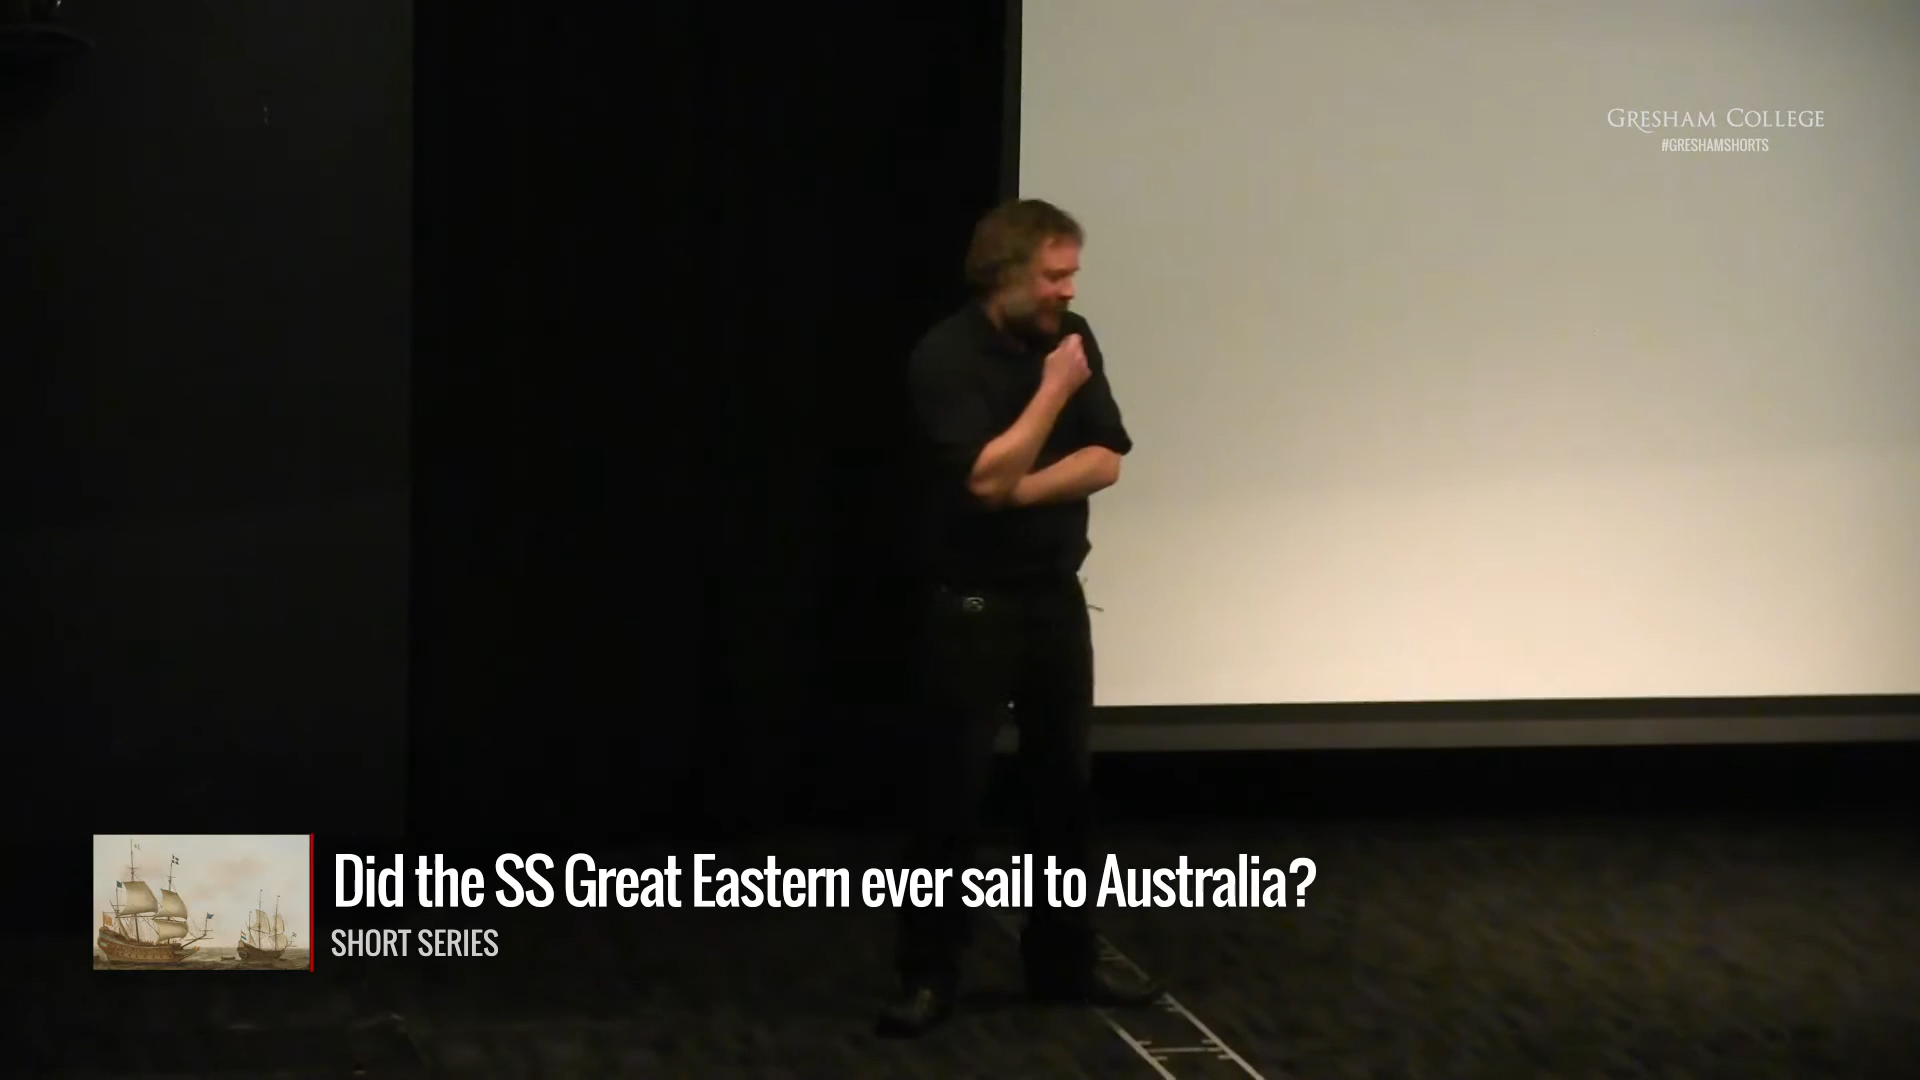 GRESHAM COLLEGE
#GRESHAMSHORTS
Did the SS Great Eastern ever sail to Australia?
SHORT SERIES